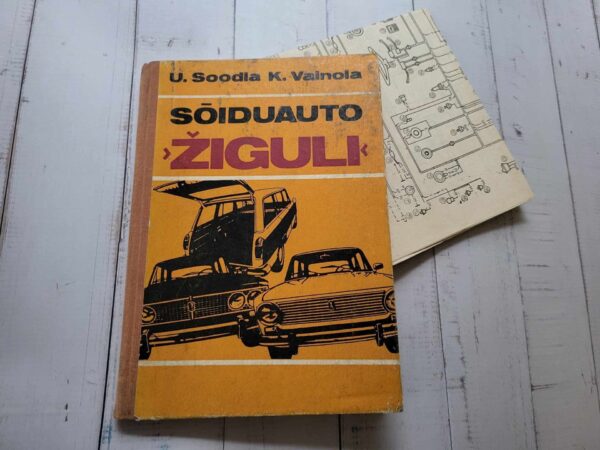 U. Soodla K. Vainola
SÕIDUAUTO
›ŽIGULI‹